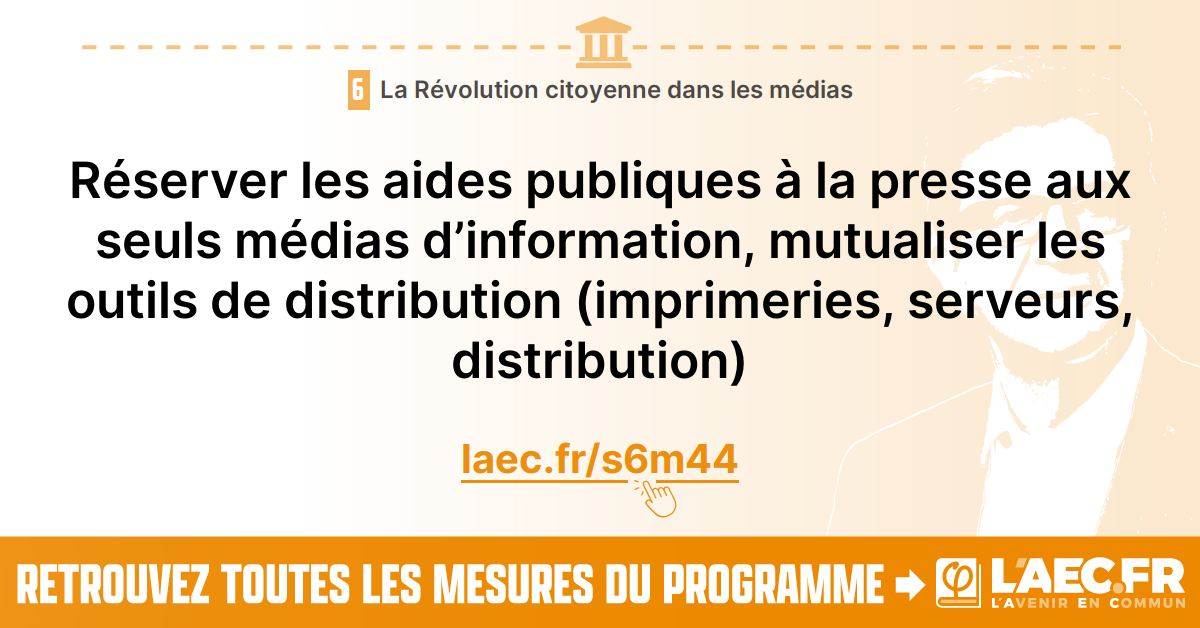 6 La Révolution citoyenne dans les médias
Réserver les aides publiques à la presse aux
seuls médias d’information, mutualiser les
outils de distribution (imprimeries, serveurs,
distribution)
laec.fr/s6m44
RETROUVEZ TOUTES LES MESURES DU PROGRAMME
φ L'AEC.FR
L'AVENIR EN COMMUN